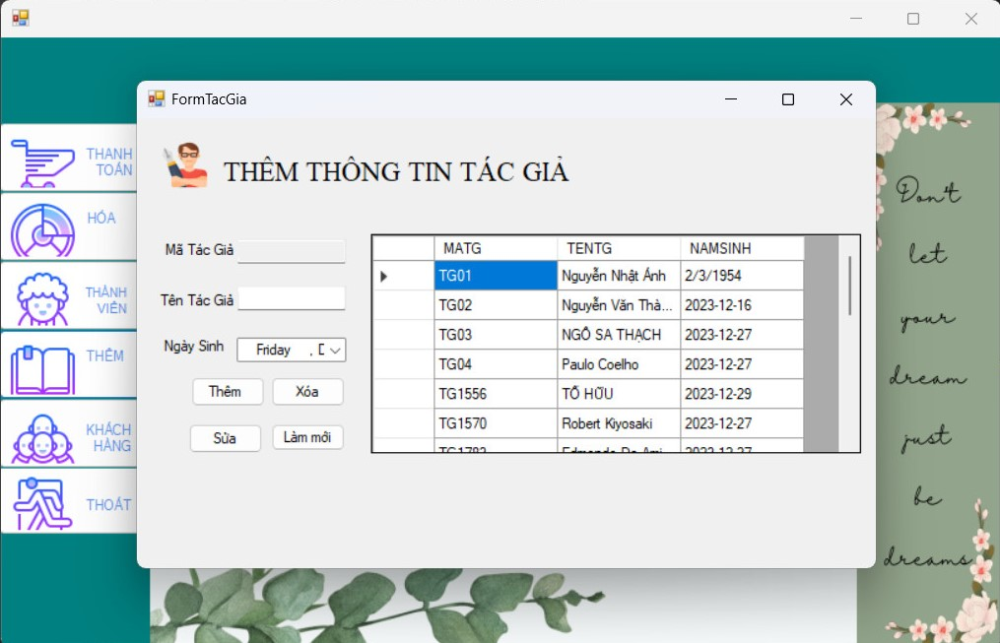 FormTacGia
THÊM THÔNG TIN TÁC GIẢ
THANH
TOÁN
HÓA
THÀNH
VIÊN
THÊM
KHÁCH
HÀNG
THOÁT
Mã Tác Giả
Tên Tác Giả
Ngày Sinh
Friday , D
Thêm Xóa
Sửa Làm mới
MATG TENTG NAMSINH
TG01 Nguyễn Nhật Ánh 2/3/1954
TG02 Nguyễn Văn Thà... 2023-12-16
TG03 NGÔ SA THẠCH 2023-12-27
TG04 Paulo Coelho 2023-12-27
TG1556 TỐ HỮU 2023-12-29
TG1570 Robert Kiyosaki 2023-12-27
Don't
let
your
dream
just
be
dreams